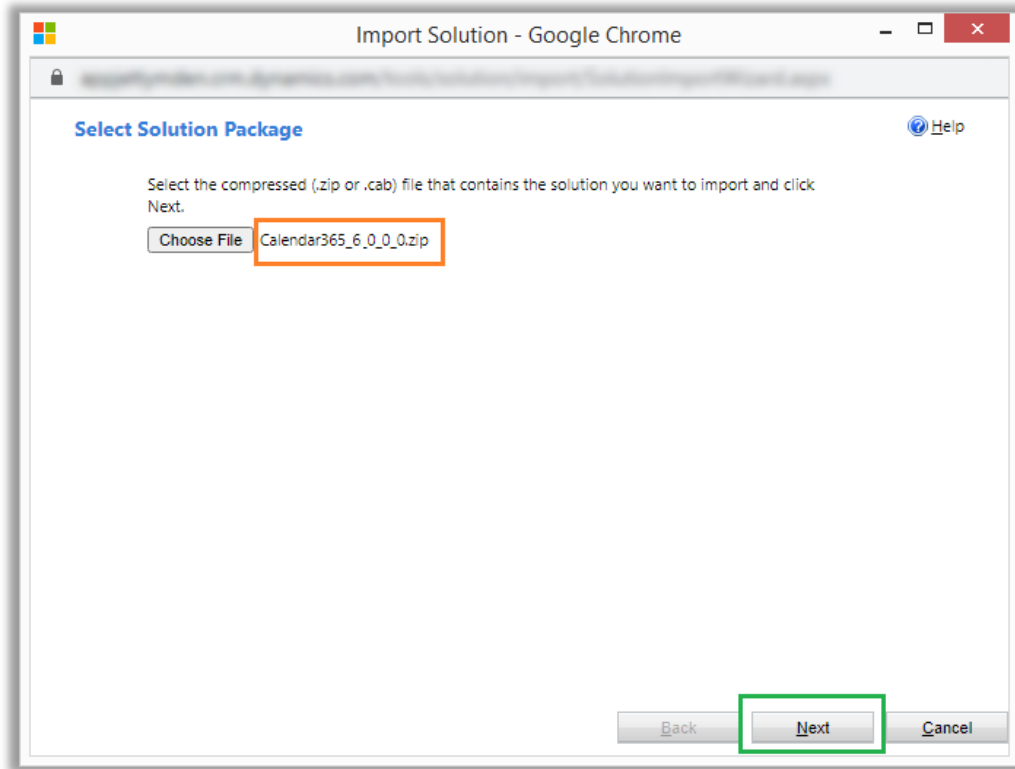 Import Solution - Google Chrome
Select Solution Package
Help
Select the compressed (.zip or .cab) file that contains the solution you want to import and click
Next.
Choose File Calendar365_6_0_0_0.zip
Back Next Cancel